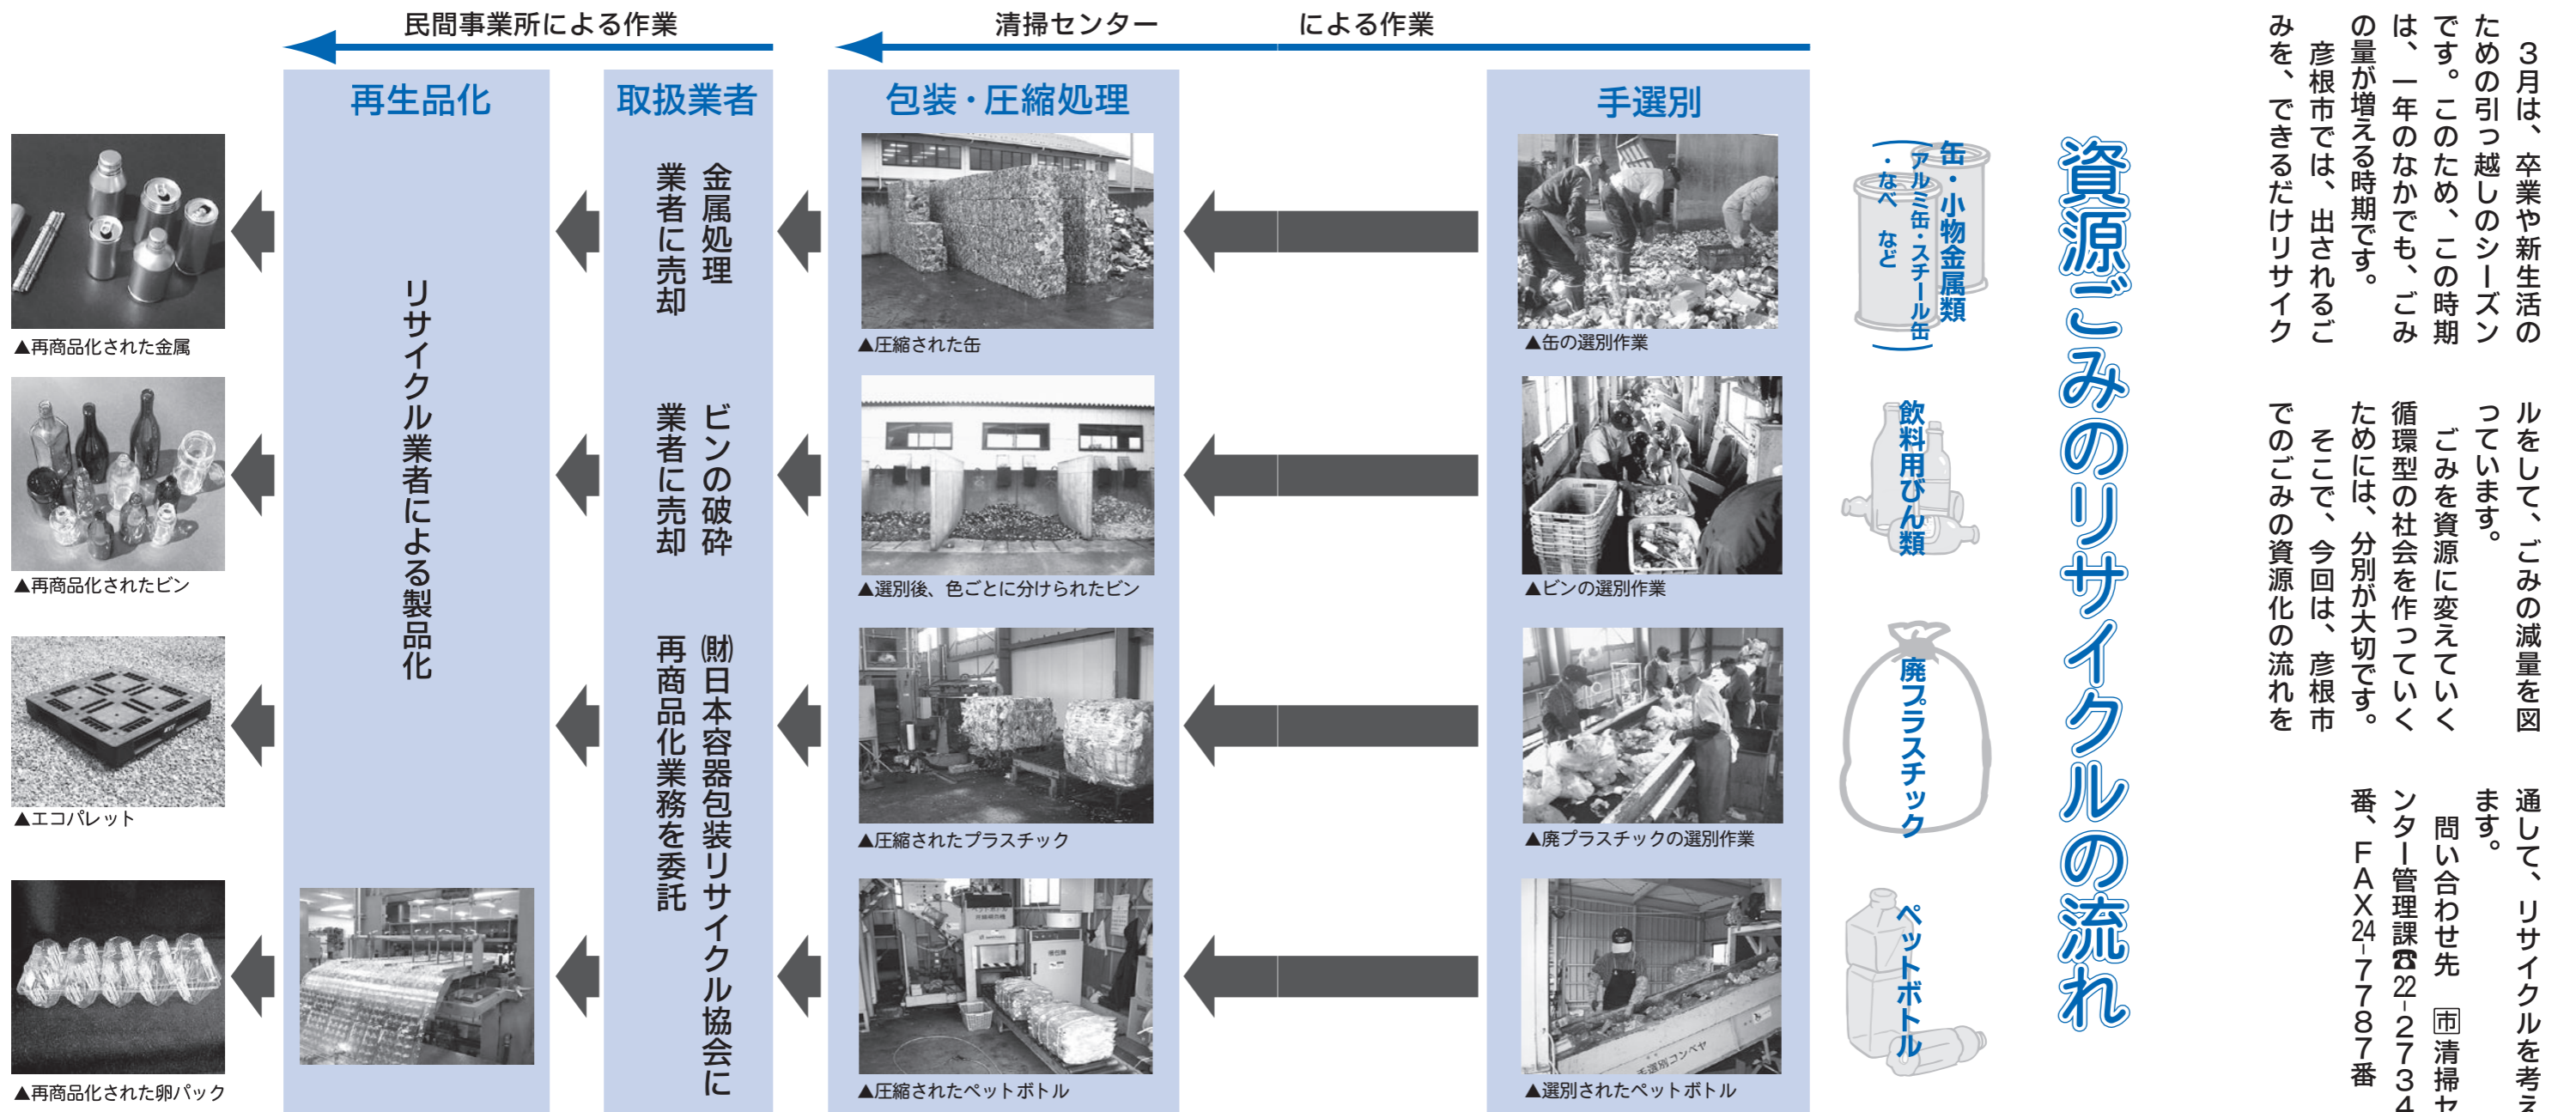 3月は、卒業や新生活の
ための引っ越しのシーズン
です。このため、この時期
は、一年のなかでも、ごみ
の量が増える時期です。
彦根市では、出されるご
みを、できるだけリサイク
ルをして、ごみの減量を図
っています。
ごみを資源に変えていく
循環型の社会を作っていく
ためには、分別が大切です。
そこで、今回は、彦根市
でのごみの資源化の流れを
通して、リサイクルを考え
ます。
問い合わせ先 市清掃セ
ンター管理課☎22-2734
番、FAX24-7787番
資源ごみのリサイクルの流れ
缶・小物金属類
(アルミ缶・スチール缶
・なべ など)
飲料用びん類
廃プラスチック
ペットボトル
清掃センター による作業
手選別
▲缶の選別作業
▲ビンの選別作業
▲廃プラスチックの選別作業
手選別コンベヤ
▲選別されたペットボトル
包装・圧縮処理
▲圧縮された缶
▲選別後、色ごとに分けられたビン
▲圧縮されたプラスチック
▲圧縮されたペットボトル
民間事業所による作業
取扱業者
金属処理
業者に売却
ビンの破砕
業者に売却
㈶日本容器包装リサイクル協会に
再商品化業務を委託
再生品化
リサイクル業者による製品化
▲再商品化された金属
▲再商品化されたビン
▲エコパレット
▲再商品化された卵パック